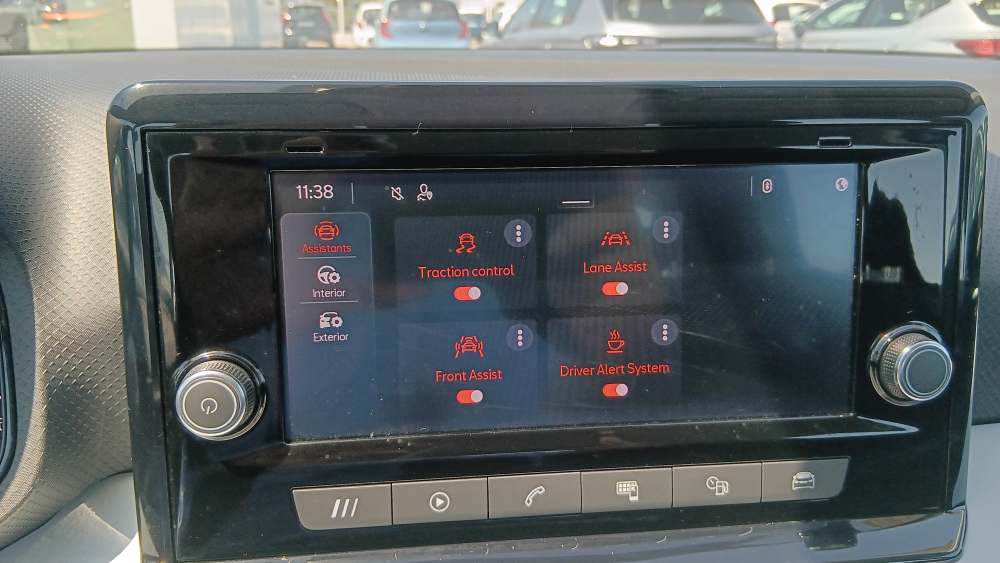 11:38
Assistants
Interior
Exterior
Traction control
Lane Assist
Front Assist
Driver Alert System